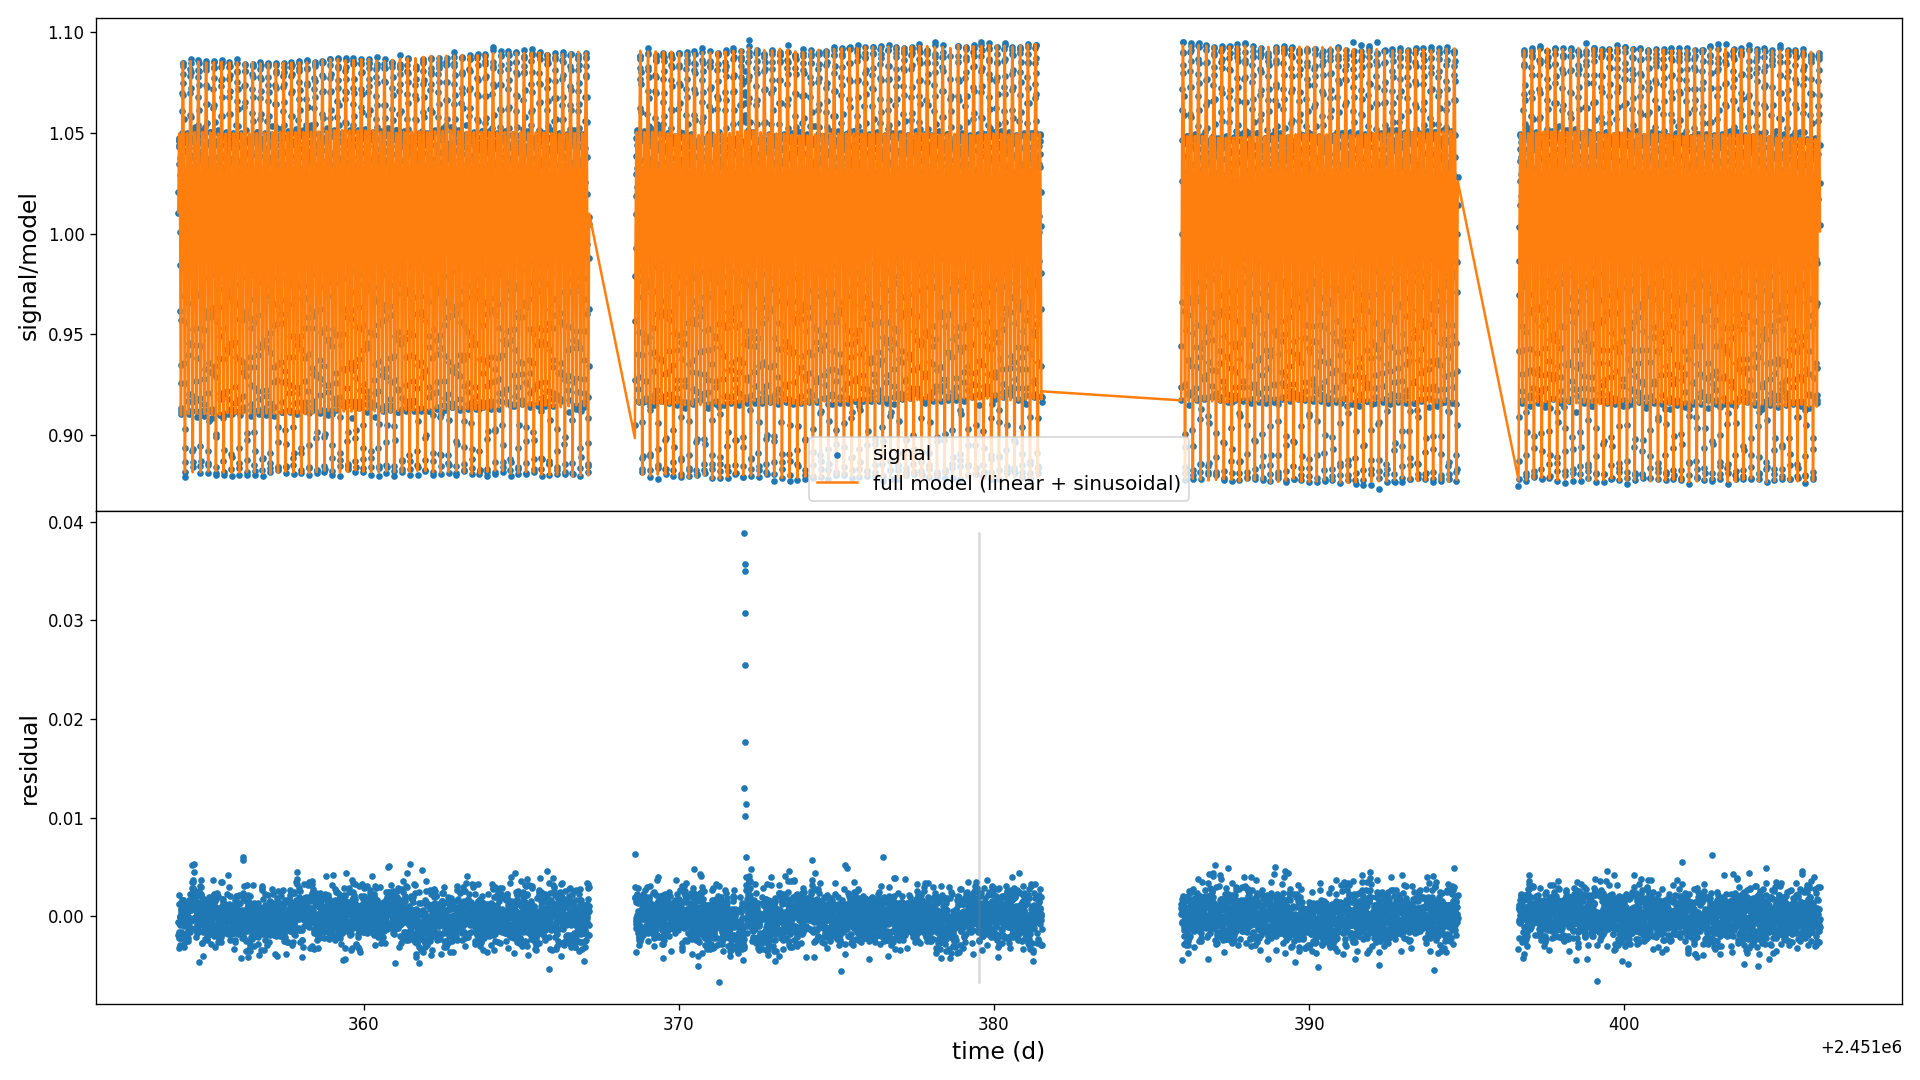 1.10
1.05
1.00
0.95
0.90
signal/model
signal
full model (linear + sinusoidal)
0.04
0.03
0.02
0.01
0.00
residual
360
370
380
390
400
time (d)
+2.451e6